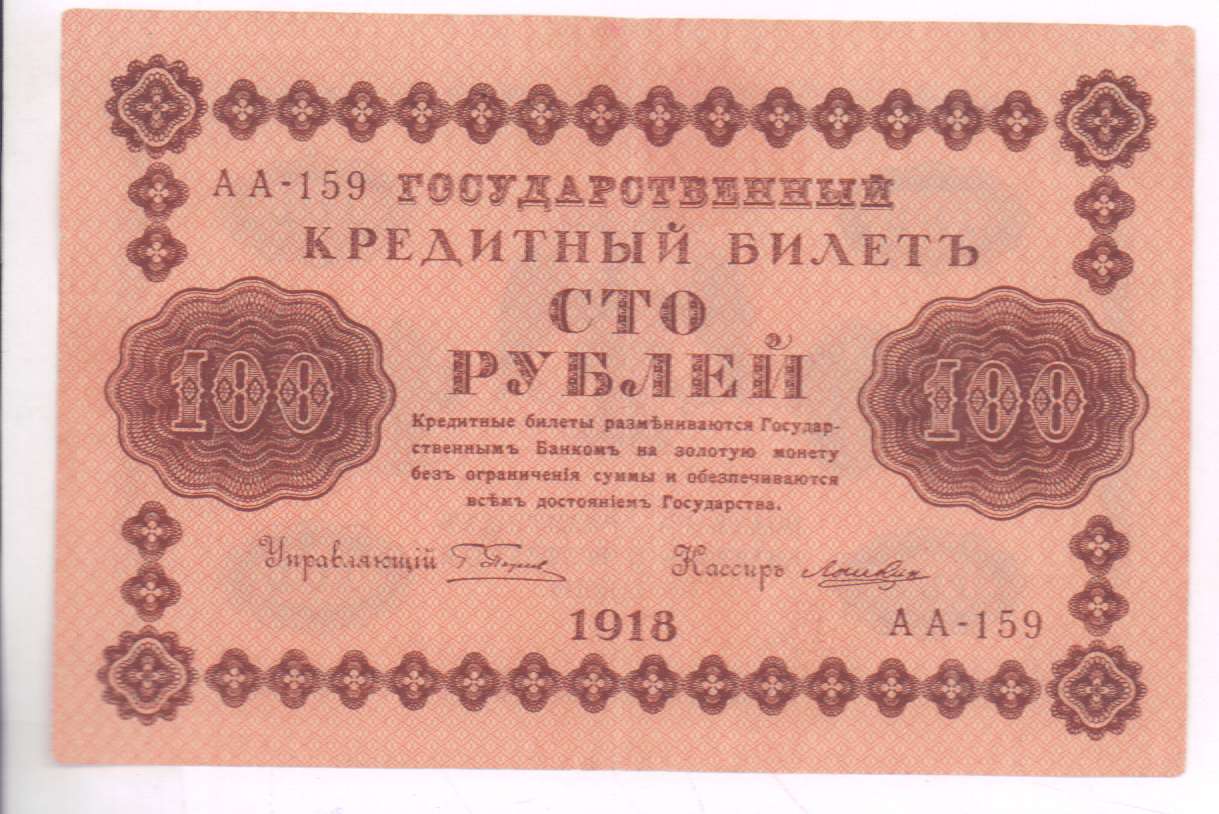 АА-159 ГОСУДАРСТВЕННЫЙ
КРЕДИТНЫЙ БИЛЕТЪ
СТО
РУБЛЕЙ
100
100
Кредитные билеты размѣниваются Государ-
ственнымъ Банкомъ на золотую монету
безъ ограниченія суммы и обезпечиваются
всѣмъ достояніемъ Государства.
Управляющій
Кассиръ
1918
АА-159